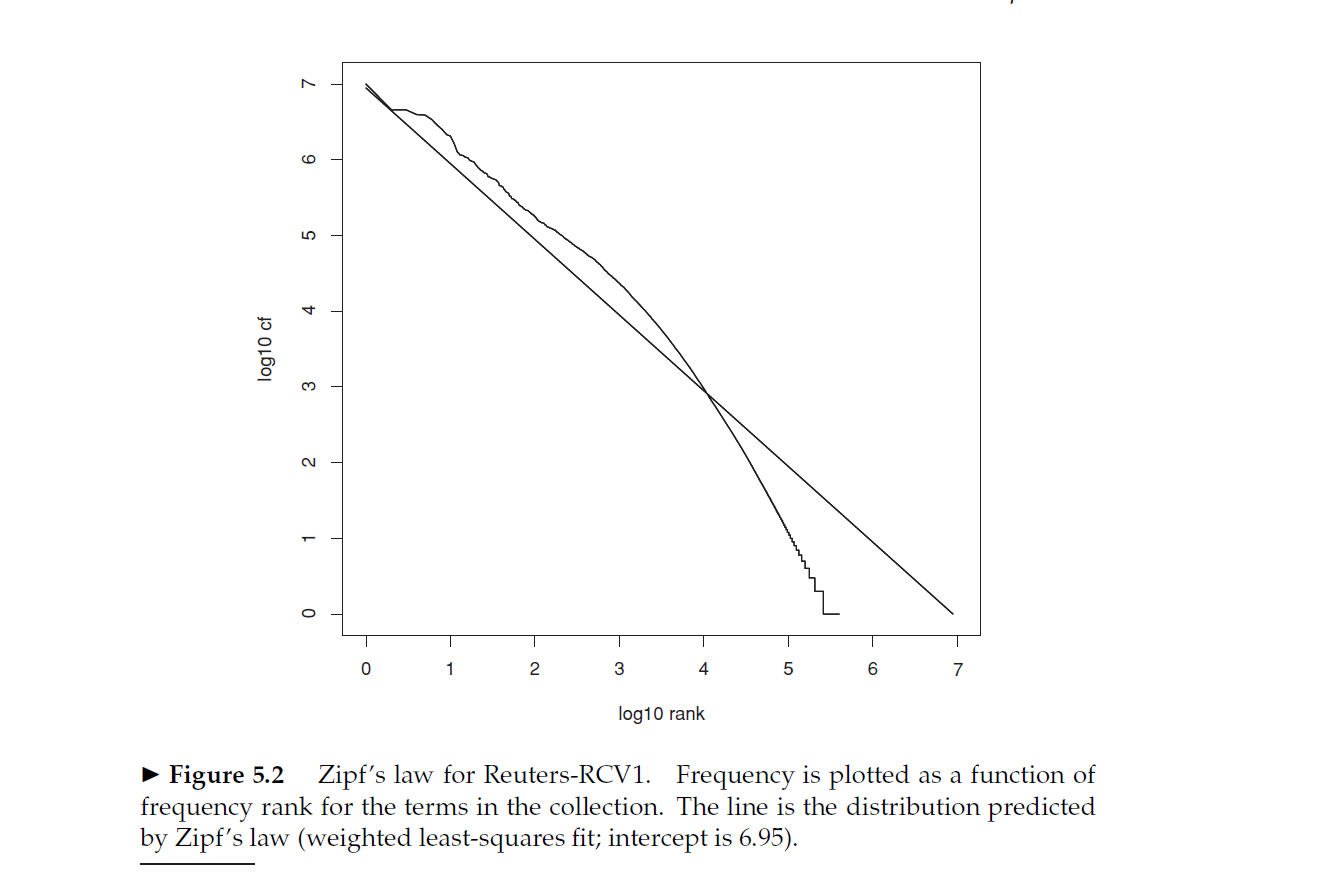 7
6
5
4
3
2
1
0
log10 cf
0 1 2 3 4 5 6 7
log10 rank
► Figure 5.2 Zipf's law for Reuters-RCV1. Frequency is plotted as a function of
frequency rank for the terms in the collection. The line is the distribution predicted
by Zipf's law (weighted least-squares fit; intercept is 6.95).